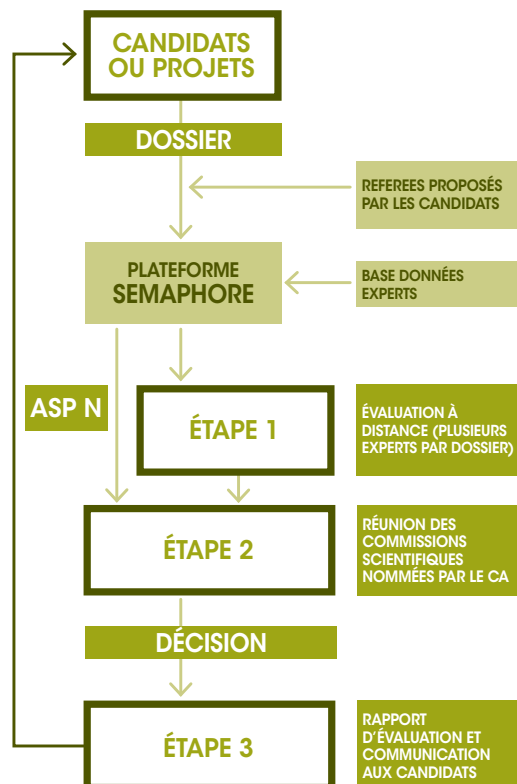 CANDIDATS
OU PROJETS
DOSSIER
REFEREES PROPOSÉS
PAR LES CANDIDATS
PLATEFORME
SEMAPHORE
BASE DONNÉES
EXPERTS
ASP N
ÉTAPE 1
ÉVALUATION À
DISTANCE (PLUSIEURS
EXPERTS PAR DOSSIER)
ÉTAPE 2
RÉUNION DES
COMMISSIONS
SCIENTIFIQUES
NOMMÉES PAR LE CA
DÉCISION
ÉTAPE 3
RAPPORT
D’ÉVALUATION ET
COMMUNICATION
AUX CANDIDATS